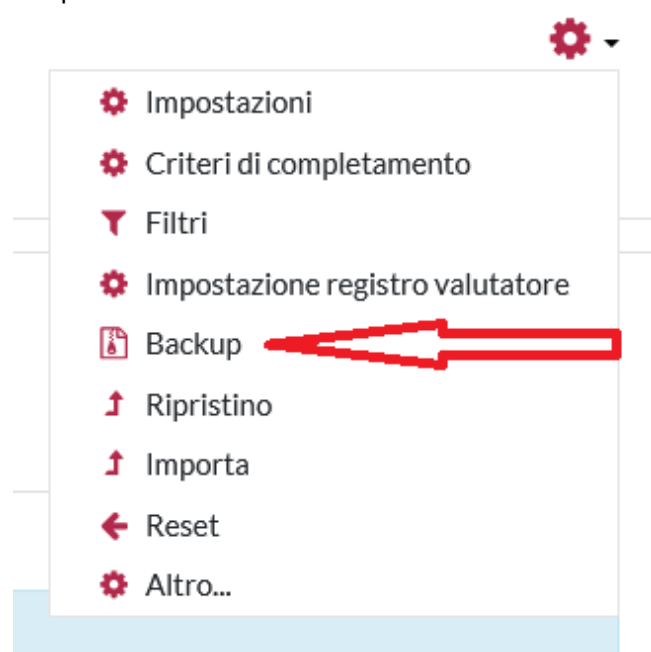 Impostazioni
Criteri di completamento
Filtri
Impostazione registro valutatore
Backup
Ripristino
Importa
Reset
Altro...